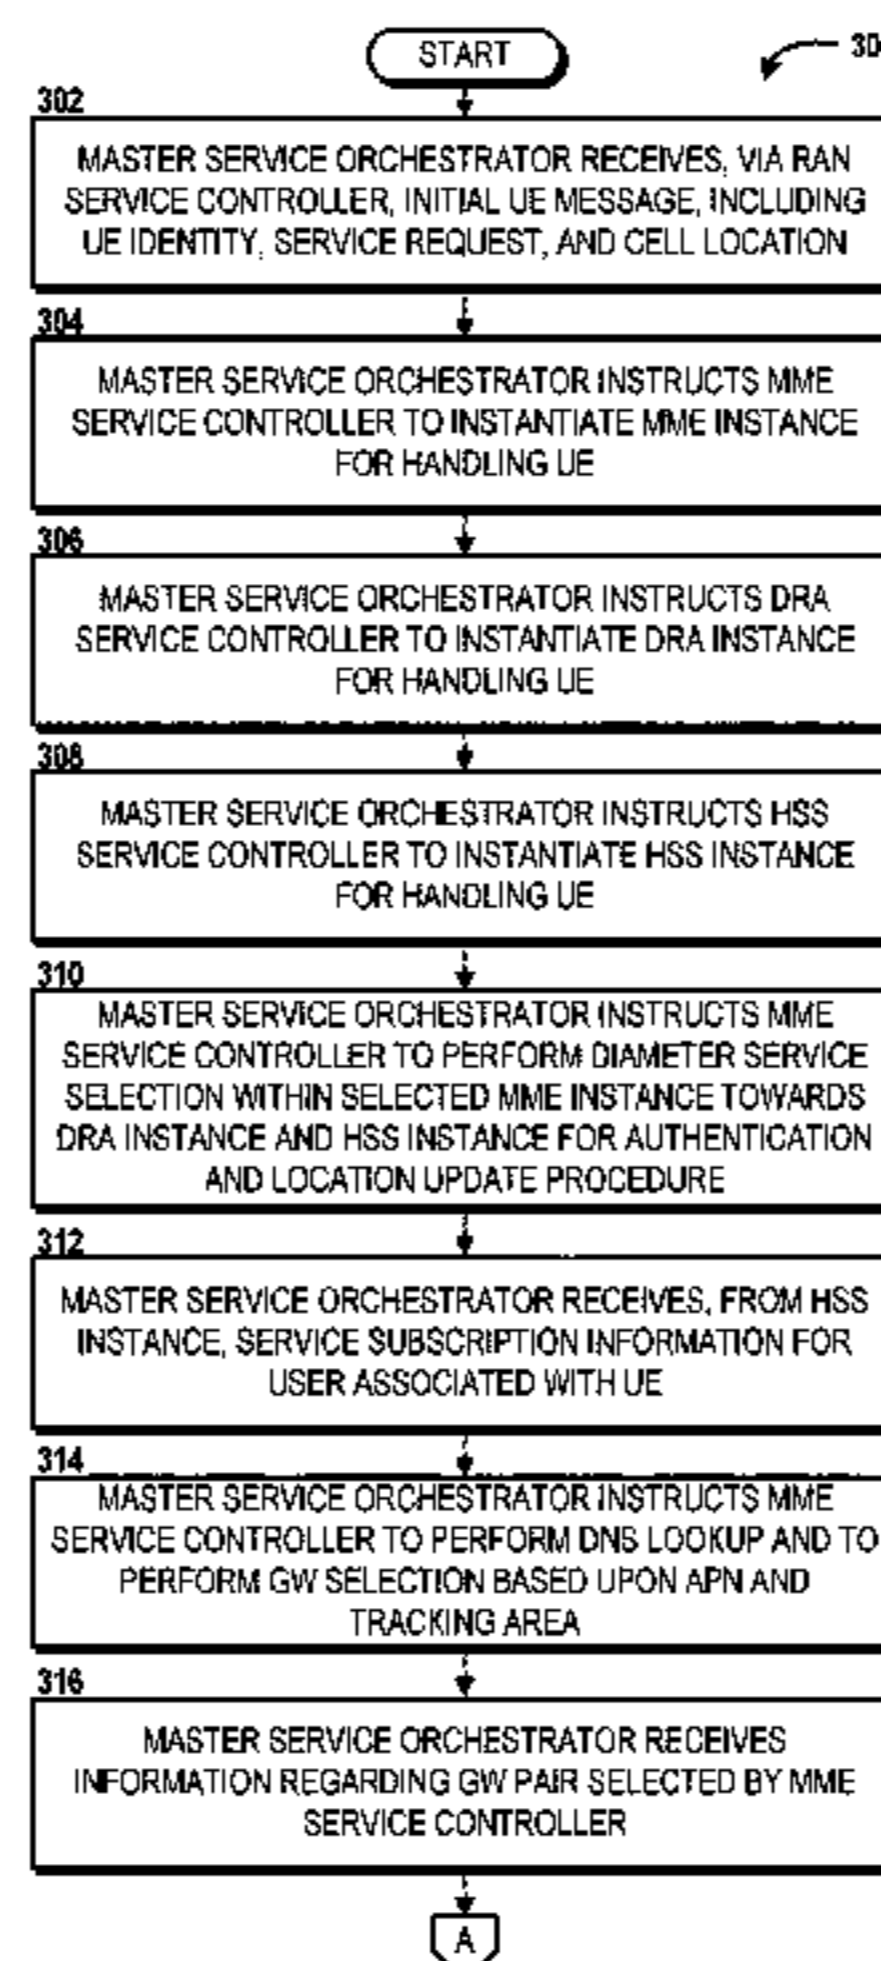 START
30
302
MASTER SERVICE ORCHESTRATOR RECEIVES, VIA RAN
SERVICE CONTROLLER, INITIAL UE MESSAGE, INCLUDING
UE IDENTITY, SERVICE REQUEST, AND CELL LOCATION
304
MASTER SERVICE ORCHESTRATOR INSTRUCTS MME
SERVICE CONTROLLER TO INSTANTIATE MME INSTANCE
FOR HANDLING UE
306
MASTER SERVICE ORCHESTRATOR INSTRUCTS DRA
SERVICE CONTROLLER TO INSTANTIATE DRA INSTANCE
FOR HANDLING UE
308
MASTER SERVICE ORCHESTRATOR INSTRUCTS HSS
SERVICE CONTROLLER TO INSTANTIATE HSS INSTANCE
FOR HANDLING UE
310
MASTER SERVICE ORCHESTRATOR INSTRUCTS MME
SERVICE CONTROLLER TO PERFORM DIAMETER SERVICE
SELECTION WITHIN SELECTED MME INSTANCE TOWARDS
DRA INSTANCE AND HSS INSTANCE FOR AUTHENTICATION
AND LOCATION UPDATE PROCEDURE
312
MASTER SERVICE ORCHESTRATOR RECEIVES, FROM HSS
INSTANCE, SERVICE SUBSCRIPTION INFORMATION FOR
USER ASSOCIATED WITH UE
314
MASTER SERVICE ORCHESTRATOR INSTRUCTS MME
SERVICE CONTROLLER TO PERFORM DNS LOOKUP AND TO
PERFORM GW SELECTION BASED UPON APN AND
TRACKING AREA
316
MASTER SERVICE ORCHESTRATOR RECEIVES
INFORMATION REGARDING GW PAIR SELECTED BY MME
SERVICE CONTROLLER
A